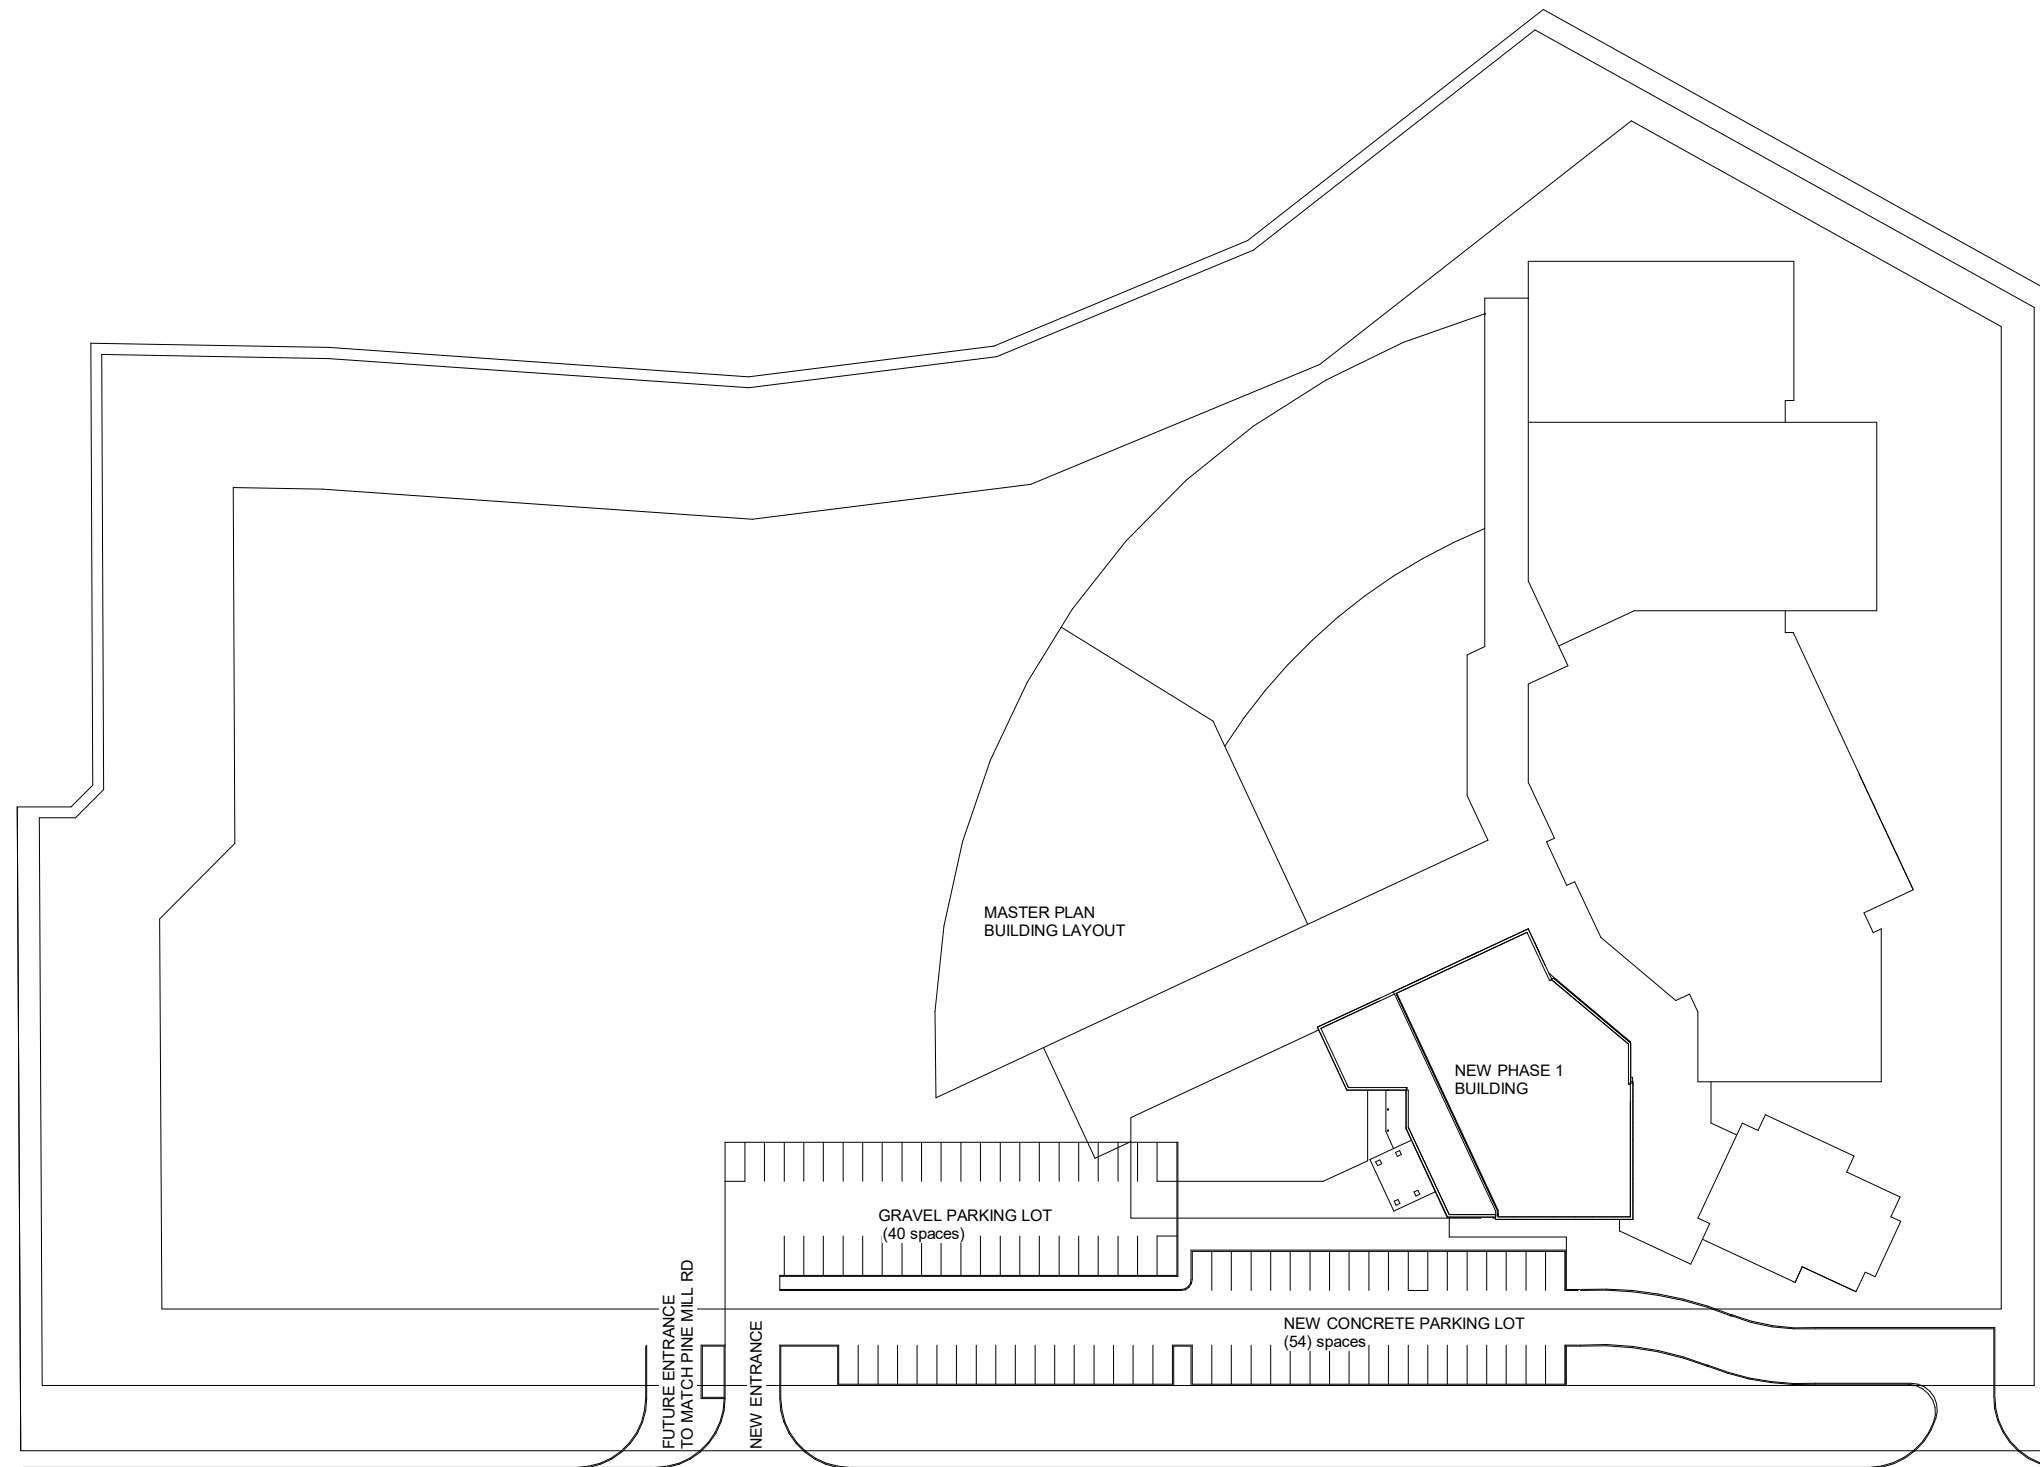 MASTER PLAN
BUILDING LAYOUT
NEW PHASE 1
BUILDING
GRAVEL PARKING LOT
(40 spaces)
NEW CONCRETE PARKING LOT
(54) spaces
FUTURE ENTRANCE
TO MATCH PINE MILL RD
NEW ENTRANCE